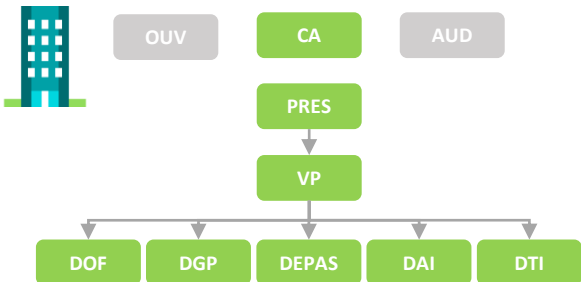 OUV CA AUD
PRES
VP
DOF DGP DEPAS DAI DTI